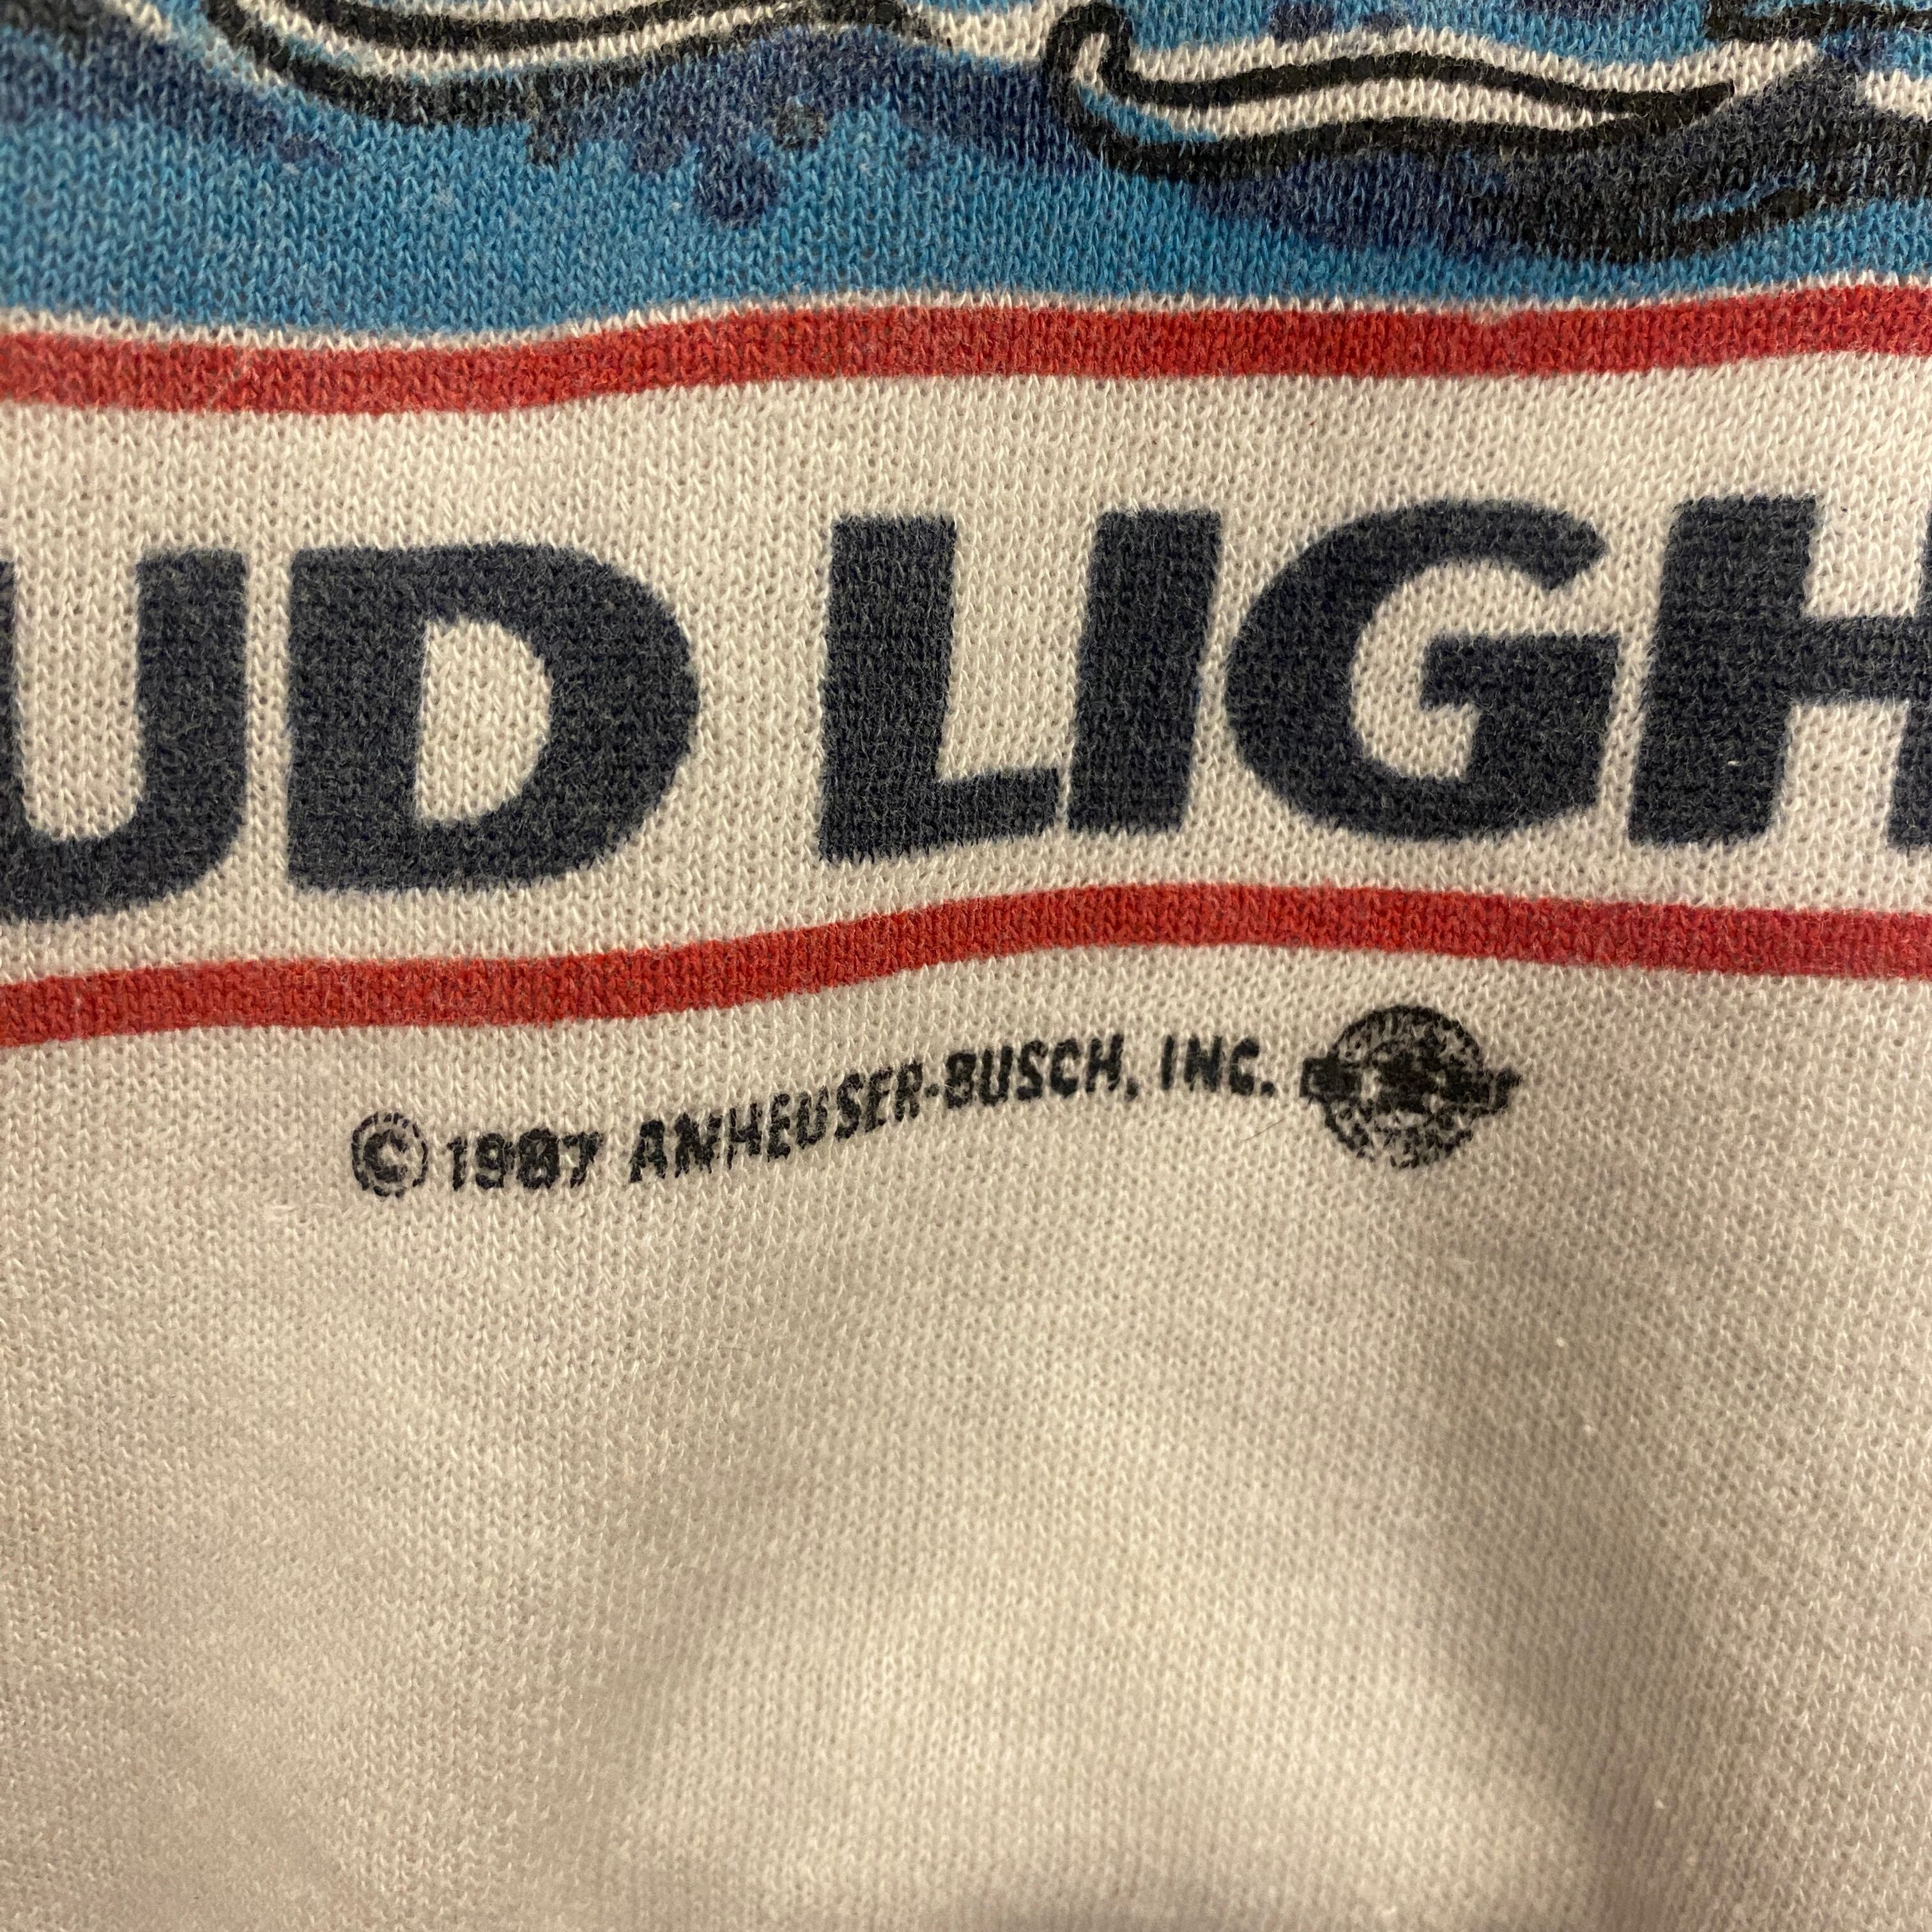 UD LIGH
© 1987 ANHEUSER-BUSCH, INC.